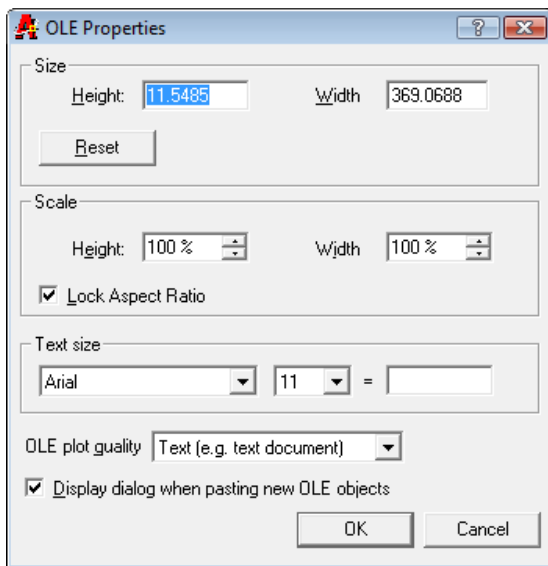 OLE Properties
Size
Height: 11.5485 Width 369.0688
Reset
Scale
Height: 100 % Width 100 %
Lock Aspect Ratio
Text size
Arial 11 =
OLE plot quality Text (e.g. text document)
Display dialog when pasting new OLE objects
OK Cancel